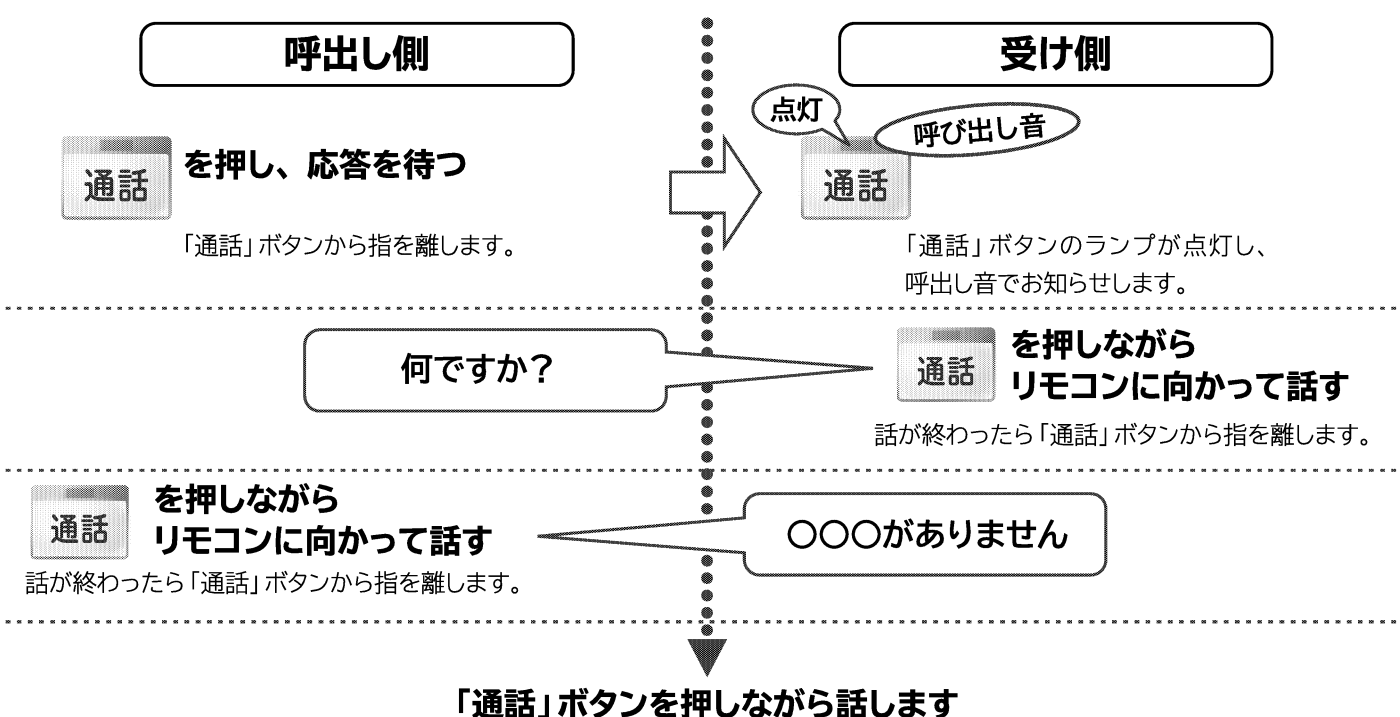 呼出し側
受け側
点灯
呼び出し音
通話
を押し、応答を待つ
通話
「通話」ボタンから指を離します。
「通話」ボタンのランプが点灯し、
呼出し音でお知らせします。
何ですか?
通話
を押しながら
リモコンに向かって話す
話が終わったら「通話」ボタンから指を離します。
通話
を押しながら
リモコンに向かって話す
話が終わったら「通話」ボタンから指を離します。
○○○がありません
「通話」ボタンを押しながら話します